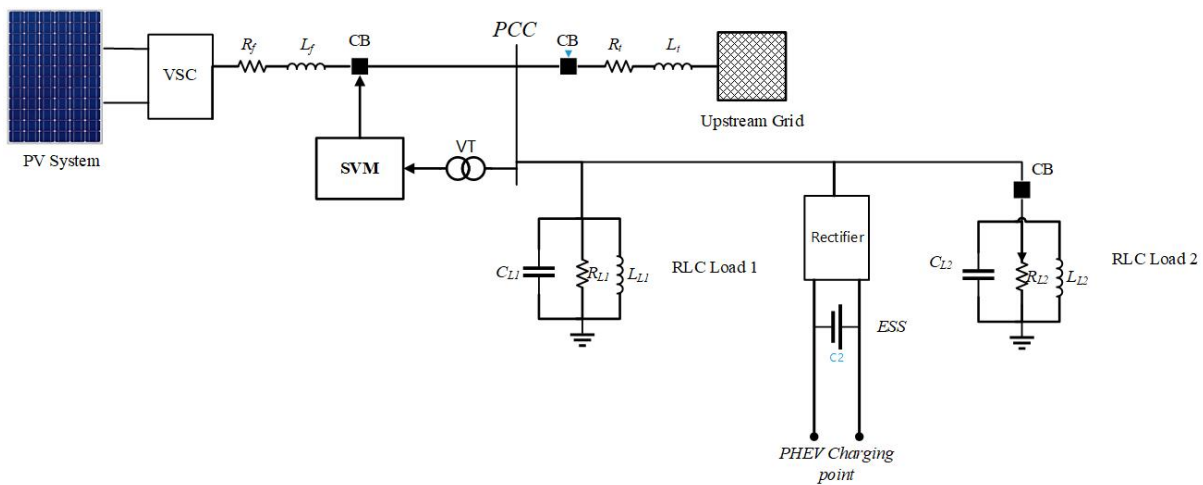 PV System
VSC
Rf
Lf
CB
PCC
CB
Rt
Lt
Upstream Grid
SVM
VT
CB
CL1
RL1
LL1
RLC Load 1
Rectifier
ESS
C2
PHEV Charging
point
CL2
RL2
LL2
RLC Load 2